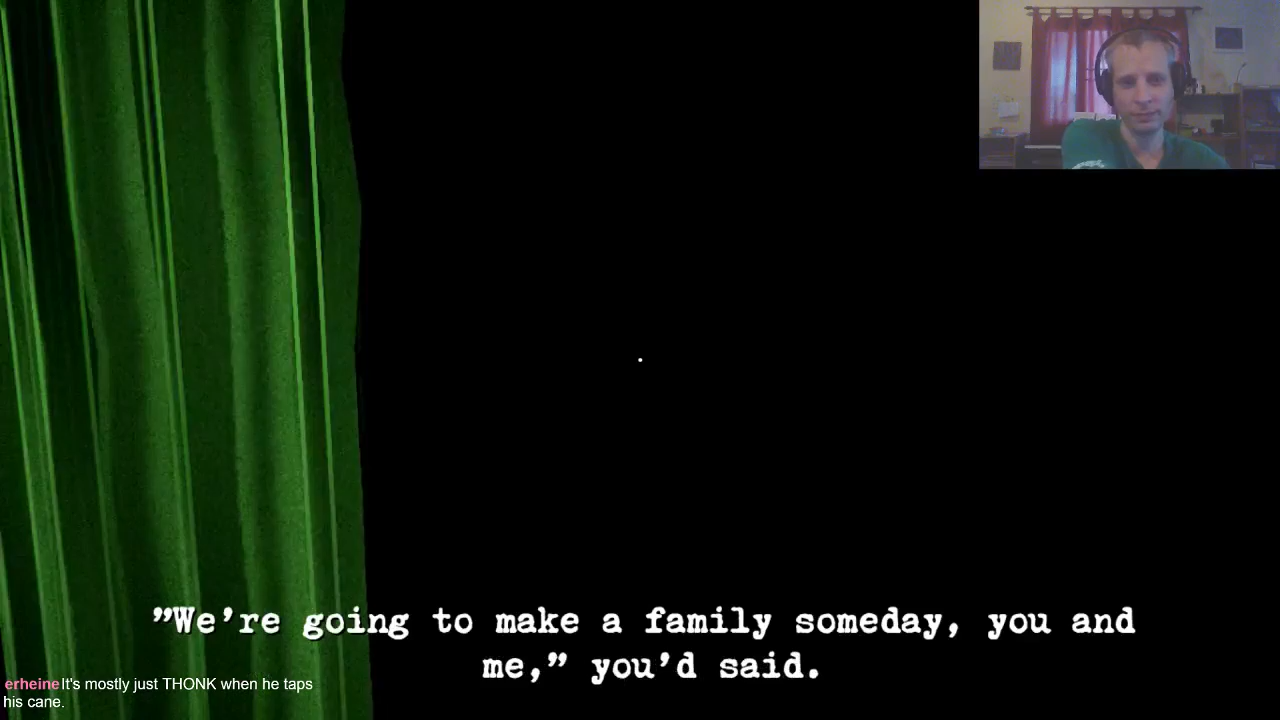 ”We’re going to make a family someday, you and
me,” you’d said.
erheine It's mostly just THONK when he taps
his cane.